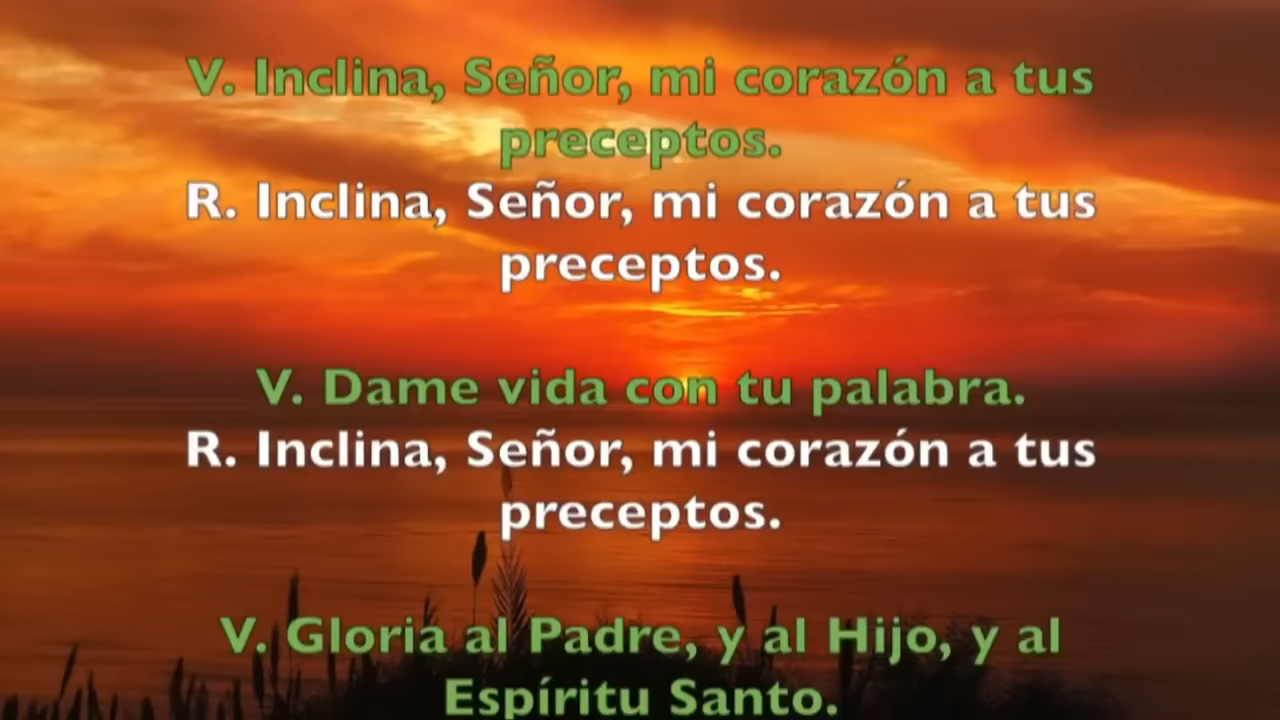 V. Inclina, Señor, mi corazón a tus
preceptos.
R. Inclina, Señor, mi corazón a tus
preceptos.
V. Dame vida con tu palabra.
R. Inclina, Señor, mi corazón a tus
preceptos.
V. Gloria al Padre, y al Hijo, y al
Espíritu Santo.